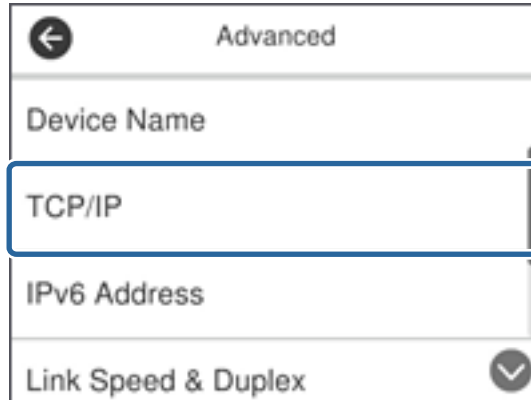 Advanced
Device Name
TCP/IP
IPv6 Address
Link Speed & Duplex